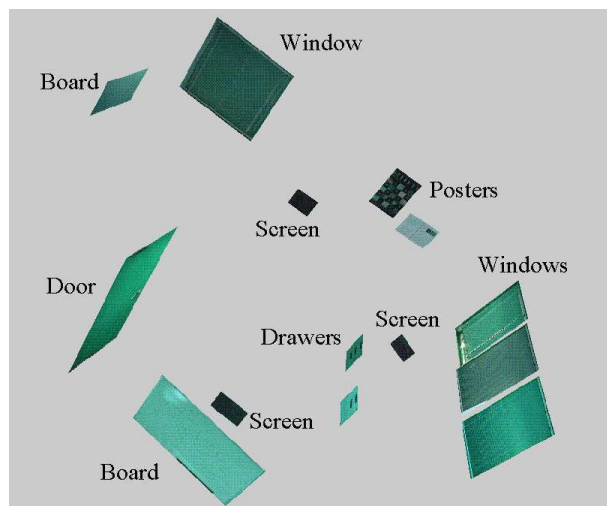 Window
Board
Posters
Screen
Windows
Door
Drawers
Screen
Screen
Board